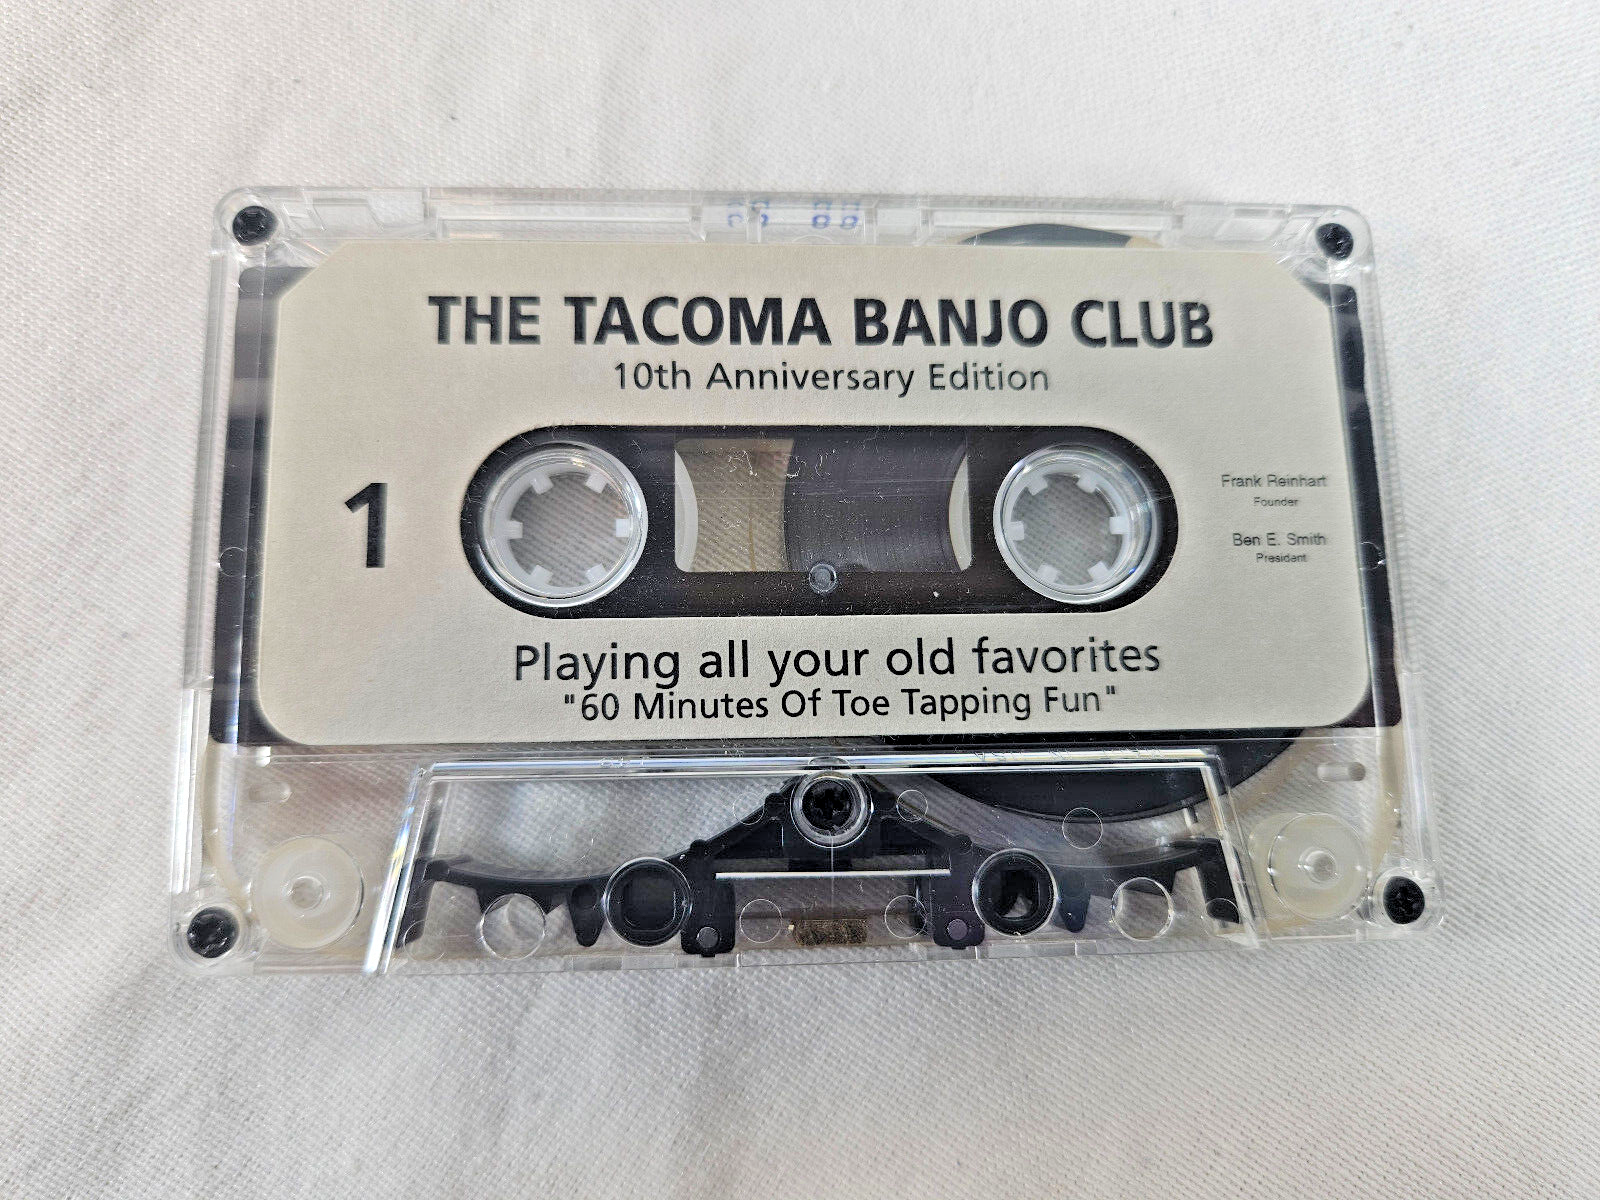 THE TACOMA BANJO CLUB
10th Anniversary Edition
1
Frank Reinhart
Founder
Ben E. Smith
President
Playing all your old favorites
"60 Minutes Of Toe Tapping Fun"